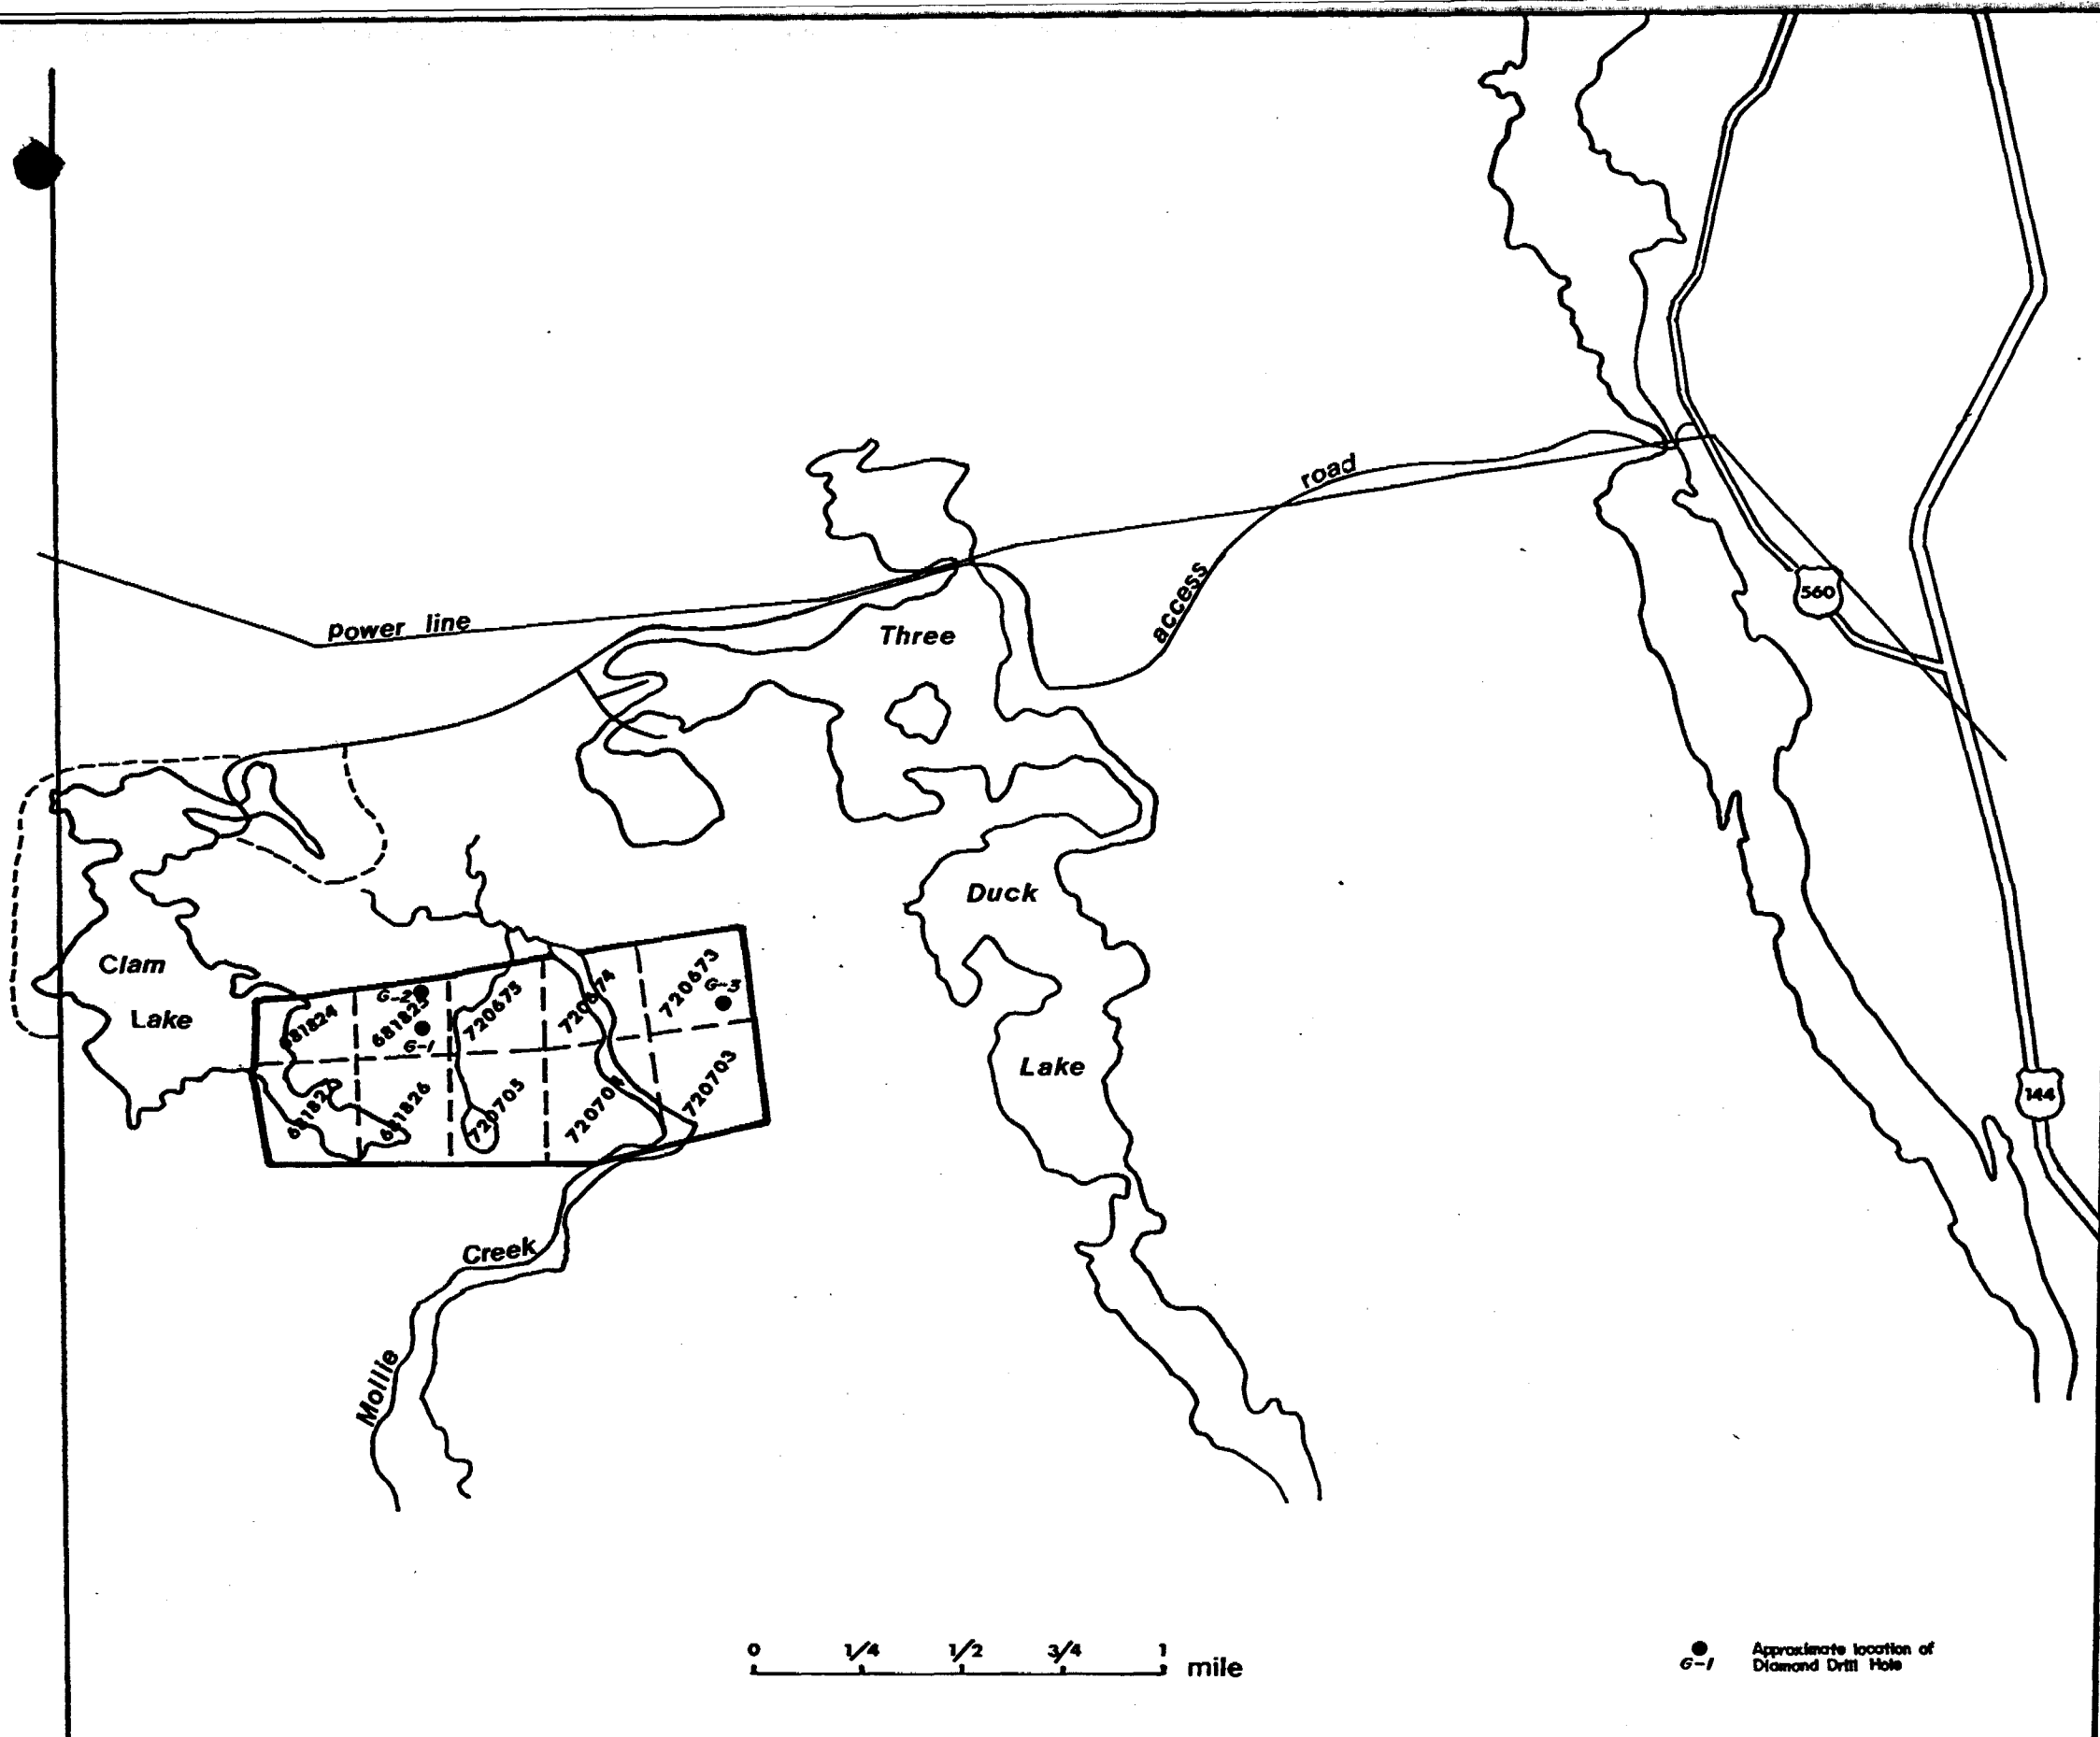 road
560
access
power line
Three
Duck
Clam
Lake
G-2
681825
G-1
720675
720674
720673
G-3
681824
Lake
681826
720705
720704
720703
144
Creek
Mollie
0 1/4 1/2 3/4 1
mile
G-1
Approximate location of
Diamond Drill Hole